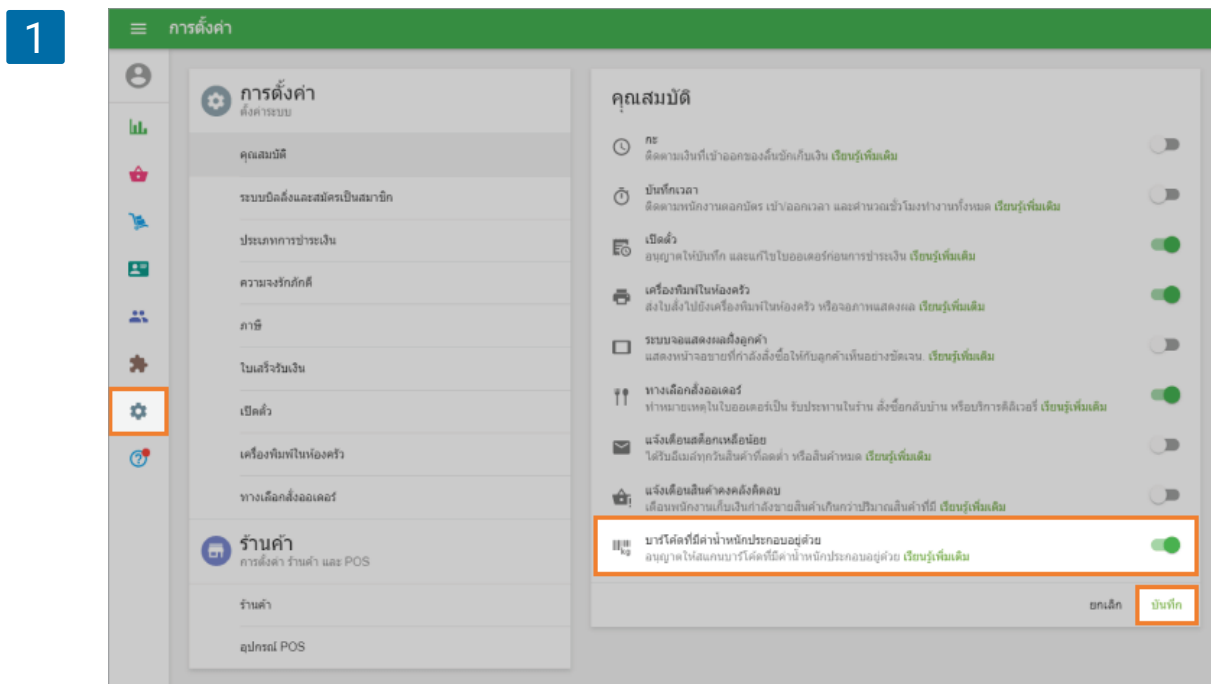 1
การตั้งค่า
การตั้งค่า
ตั้งค่าระบบ
คุณสมบัติ
ระบบบิลลิ่งและสมัครเป็นสมาชิก
ประเภทการชำระเงิน
ความจงรักภักดี
ภาษี
ใบเสร็จรับเงิน
เปิดตั๋ว
เครื่องพิมพ์ในห้องครัว
ทางเลือกสั่งออเดอร์
ร้านค้า
การตั้งค่า ร้านค้า และ POS
ร้านค้า
อุปกรณ์ POS
คุณสมบัติ
กะ
ติดตามเงินที่เข้าออกของลิ้นชักเก็บเงิน เรียนรู้เพิ่มเติม
บันทึกเวลา
ติดตามพนักงานตอกบัตร เข้า/ออกเวลา และคำนวณชั่วโมงทำงานทั้งหมด เรียนรู้เพิ่มเติม
เปิดตั๋ว
อนุญาตให้บันทึก และแก้ไขใบออเดอร์ก่อนการชำระเงิน เรียนรู้เพิ่มเติม
เครื่องพิมพ์ในห้องครัว
ส่งใบสั่งไปยังเครื่องพิมพ์ในห้องครัว หรือจอภาพแสดงผล เรียนรู้เพิ่มเติม
ระบบจอแสดงผลฝั่งลูกค้า
แสดงหน้าจอขายที่กำลังสั่งซื้อให้กับลูกค้าเห็นอย่างชัดเจน. เรียนรู้เพิ่มเติม
ทางเลือกสั่งออเดอร์
ทำหมายเหตุในใบออเดอร์เป็น รับประทานในร้าน สั่งซื้อกลับบ้าน หรือบริการดิลิเวอรี่ เรียนรู้เพิ่มเติม
แจ้งเตือนสต็อกเหลือน้อย
ได้รับอีเมล์ทุกวันสินค้าที่ลดต่ำ หรือสินค้าหมด เรียนรู้เพิ่มเติม
แจ้งเตือนสินค้าคงคลังติดลบ
เตือนพนักงานเก็บเงินกำลังขายสินค้าเกินกว่าปริมาณสินค้าที่มี เรียนรู้เพิ่มเติม
kg
บาร์โค้ดที่มีค่าน้ำหนักประกอบอยู่ด้วย
อนุญาตให้สแกนบาร์โค้ดที่มีค่าน้ำหนักประกอบอยู่ด้วย เรียนรู้เพิ่มเติม
ยกเลิก
บันทึก